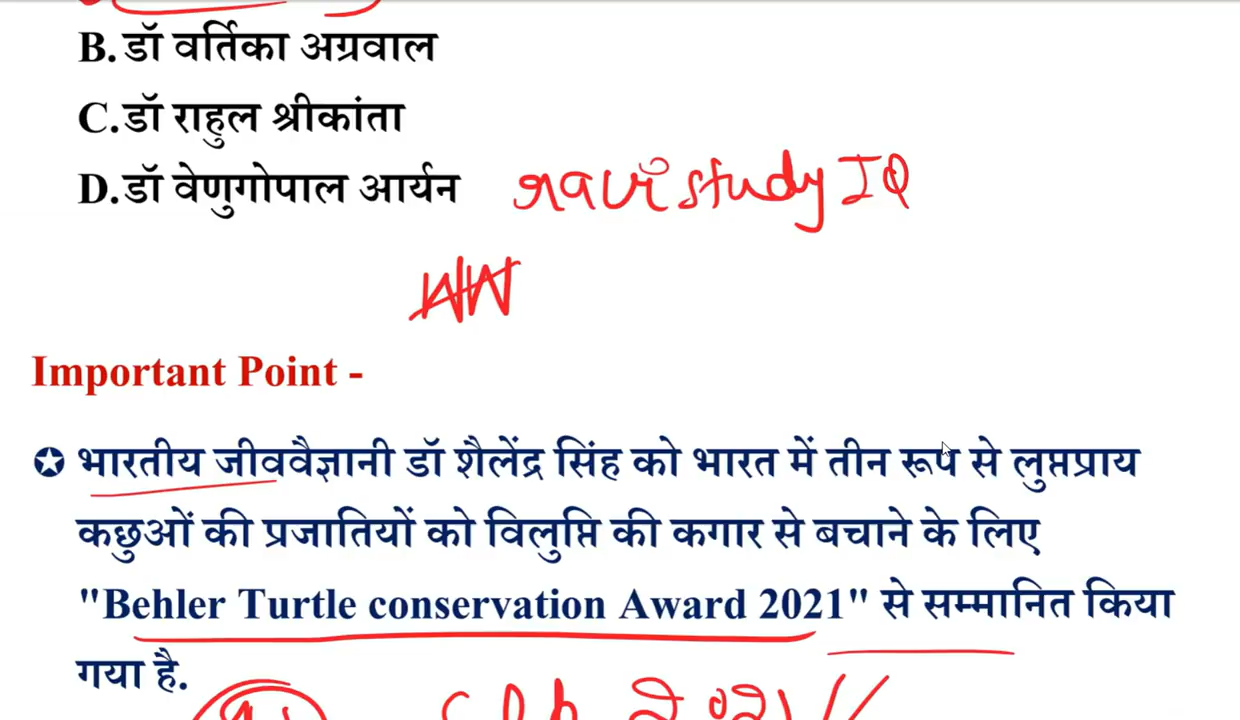 B.डॉ वर्तिका अग्रवाल
C.डॉ राहुल श्रीकांता
D.डॉ वेणुगोपाल आर्यन
ravi study IQ
Important Point -
भारतीय जीववैज्ञानी डॉ शैलेंद्र सिंह को भारत में तीन रूप से लुप्तप्राय
कछुओं की प्रजातियों को विलुप्ति की कगार से बचाने के लिए
"Behler Turtle conservation Award 2021" से सम्मानित किया
गया है.
2021